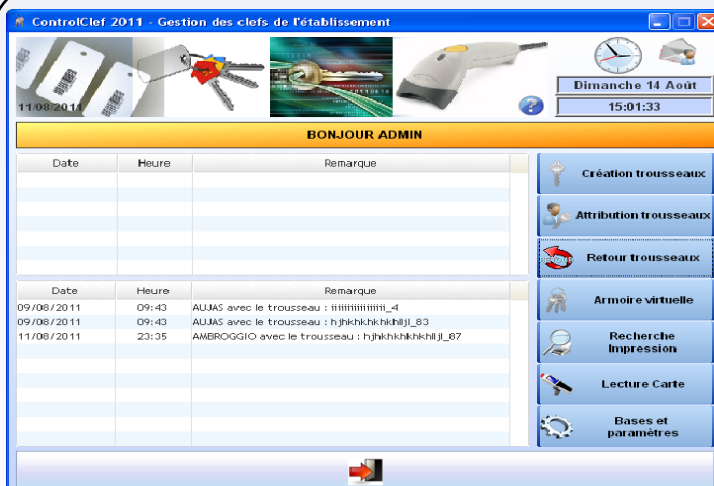 ControlClef 2011 - Gestion des clefs de l'établissement
11/08/2011
Dimanche 14 Août
15:01:33
BONJOUR ADMIN
Date Heure Remarque
Création trousseaux
Attribution trousseaux
Retour trousseaux
Date Heure Remarque
09/08/2011 09:43 AUJAS avec le trousseau :
09/08/2011 09:43 AUJAS avec le trousseau :
11/08/2011 23:35 AMBROGGIO avec le trousseau :
Armoire virtuelle
Recherche
Impression
Lecture Carte
Bases et
paramètres